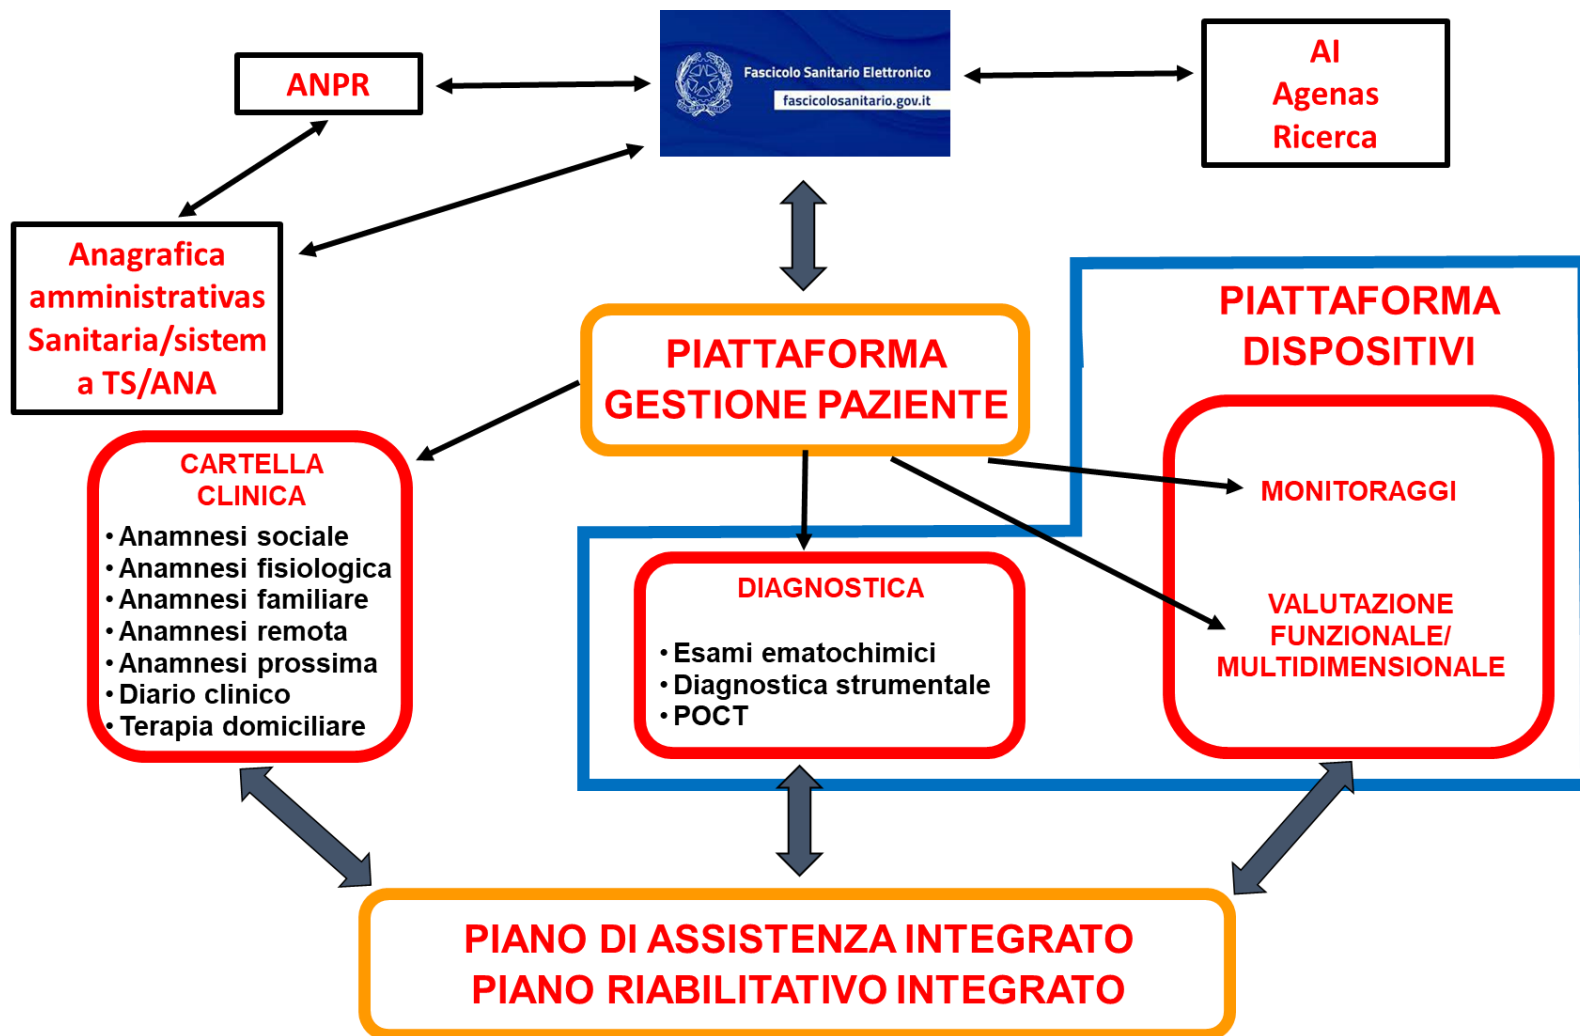 ANPR
Fascicolo Sanitario Elettronico
fascicolosanitario.gov.it
AI
Agenas
Ricerca
Anagrafica
amministrativas
Sanitaria/sistem
a TS/ANA
PIATTAFORMA
GESTIONE PAZIENTE
PIATTAFORMA
DISPOSITIVI
CARTELLA
CLINICA
• Anamnesi sociale
• Anamnesi fisiologica
• Anamnesi familiare
• Anamnesi remota
• Anamnesi prossima
• Diario clinico
• Terapia domiciliare
DIAGNOSTICA
• Esami ematochimici
• Diagnostica strumentale
• POCT
MONITORAGGI
VALUTAZIONE
FUNZIONALE/
MULTIDIMENSIONALE
PIANO DI ASSISTENZA INTEGRATO
PIANO RIABILITATIVO INTEGRATO